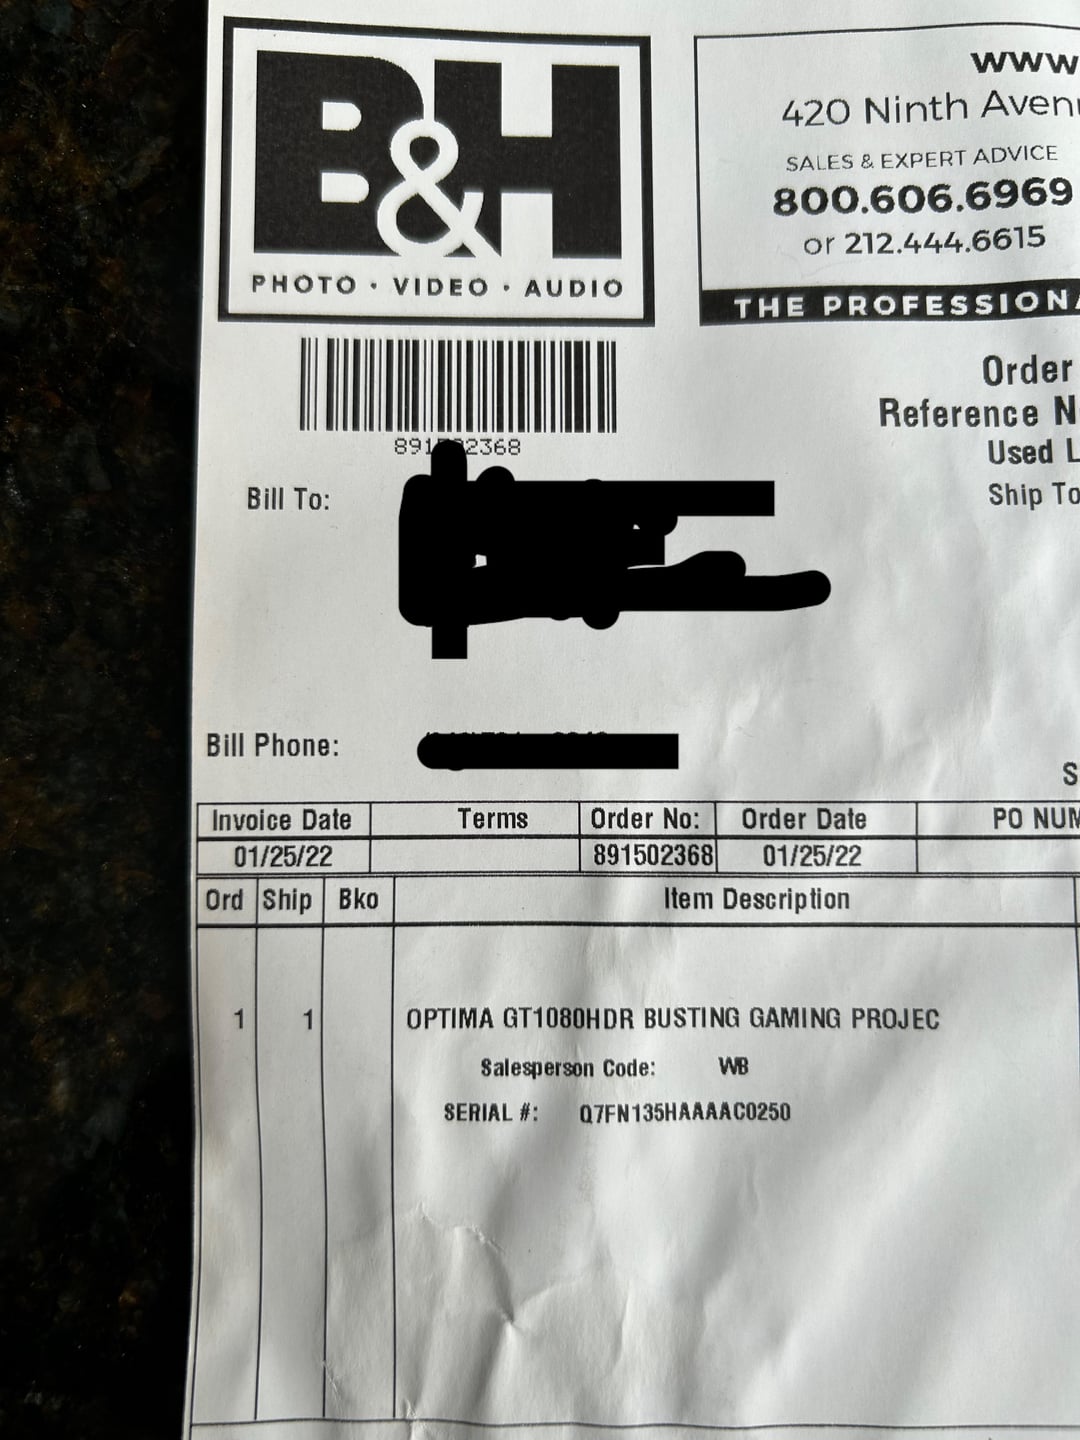 B&H
PHOTO · VIDEO · AUDIO
www
420 Ninth Aven
SALES & EXPERT ADVICE
800.606.6969
or 212.444.6615
THE PROFESSIONA
Order
Reference N
Used L
Ship To
Bill To:
Bill Phone:
S
Invoice Date Terms Order No: Order Date PO NUM
01/25/22 891502368 01/25/22
Ord Ship Bko Item Description
1 1 OPTIMA GT1080HDR BUSTING GAMING PROJEC
Salesperson Code: WB
SERIAL #: Q7FN135HAAAAC0250